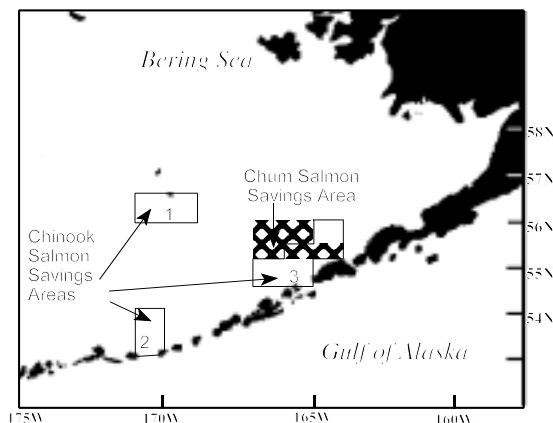 Bering Sea
58N
57N
Chum Salmon
Savings Area
1
56N
Chinook
Salmon
Savings
Areas
3
55N
54N
2
Gulf of Alaska
175W
170W
165W
160W